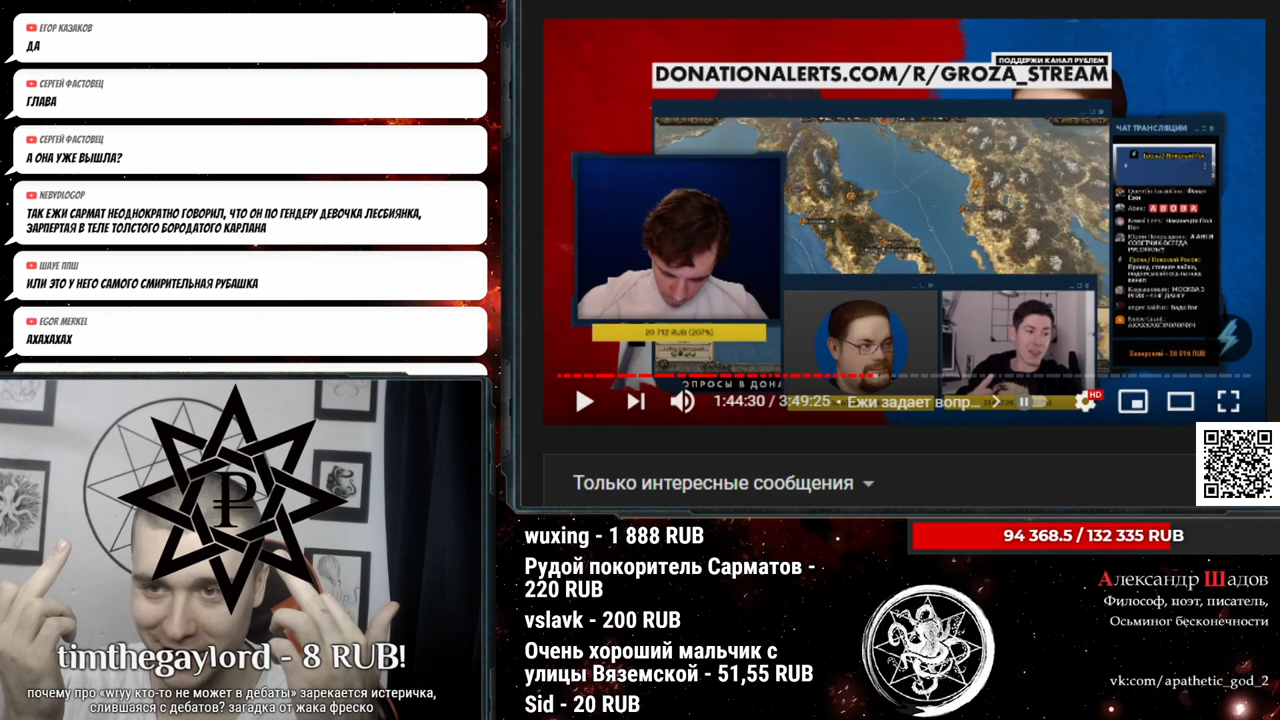 ЕГОР КАЗАКОВ
ДА
СЕРГЕЙ ФАСТОВЕЦ
ГЛАВА
СЕРГЕЙ ФАСТОВЕЦ
А ОНА УЖЕ ВЫШЛА?
NEBYDLOGOP
ТАК ЕЖИ САРМАТ НЕОДНОКРАТНО ГОВОРИЛ, ЧТО ОН ПО ГЕНДЕРУ ДЕВОЧКА ЛЕСБИЯНКА,
ЗАРПЕРТАЯ В ТЕЛЕ ТОЛСТОГО БОРОДАТОГО КАРЛАНА
ШАУЕ ППШ
ИЛИ ЭТО У НЕГО САМОГО СМИРИТЕЛЬНАЯ РУБАШКА
EGOR MERKEL
АХАХАХАХ
ПОДДЕРЖИ КАНАЛ РУБЛЕМ
DONATIONALERTS.COM/R/GROZA_STREAM
ЧАТ ТРАНСЛЯЦИИ
20 712 RUB (207%)
ОПРОСЫ В ДОНА
1:44:30 / 3:49:25 • Ежи задает вопр...
HD
Только интересные сообщения
₽
timthegaylord - 8 RUB!
почему про «wryy кто-то не может в дебаты» зарекается истеричка,
слившаяся с дебатов? загадка от жака фреско
wuxing - 1 888 RUB
Рудой покоритель Сарматов -
220 RUB
vslavk - 200 RUB
Очень хороший мальчик с
улицы Вяземской - 51,55 RUB
Sid - 20 RUB
94 368.5 / 132 335 RUB
Александр Шадов
Философ, поэт, писатель,
Осьминог бесконечности
vk:com/apathetic_god_2